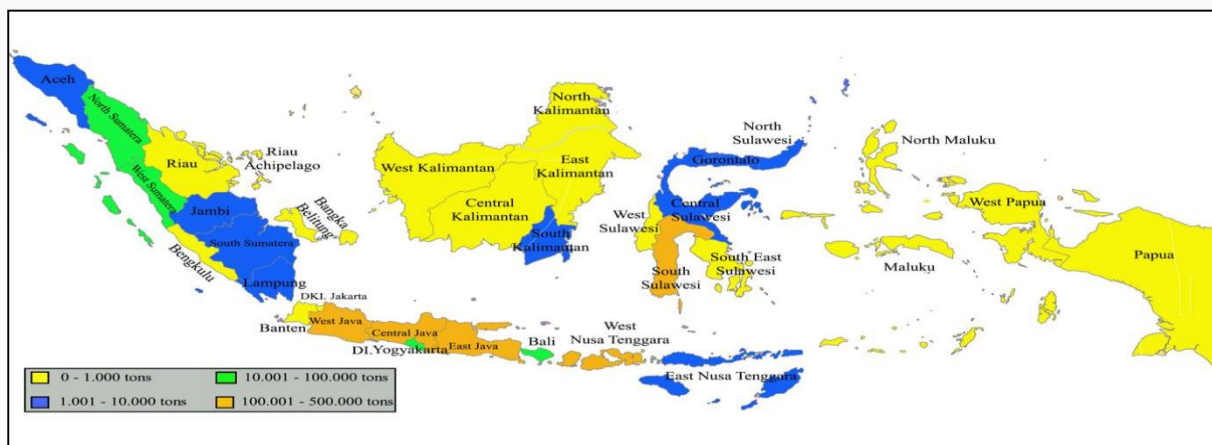 Aceh
North Sumatera
Riau
Riau
Achipelago
West Sumatera
Jambi
Bangka
Belitung
South Sumatera
Bengkulu
Lampung
North
Kalimantan
West Kalimantan
East
Kalimantan
Central
Kalimantan
South
Kalimantan
North
Sulawesi
Gorontalo
Central
Sulawesi
West
Sulawesi
South East
Sulawesi
South
Sulawesi
North Maluku
West Papua
Maluku
Papua
DKI. Jakarta
Banten
West Java
Central Java
DI.Yogyakarta
East Java
Bali
West
Nusa Tenggara
East Nusa Tenggara
0 - 1.000 tons
10.001 - 100.000 tons
1.001 - 10.000 tons
100.001 - 500.000 tons